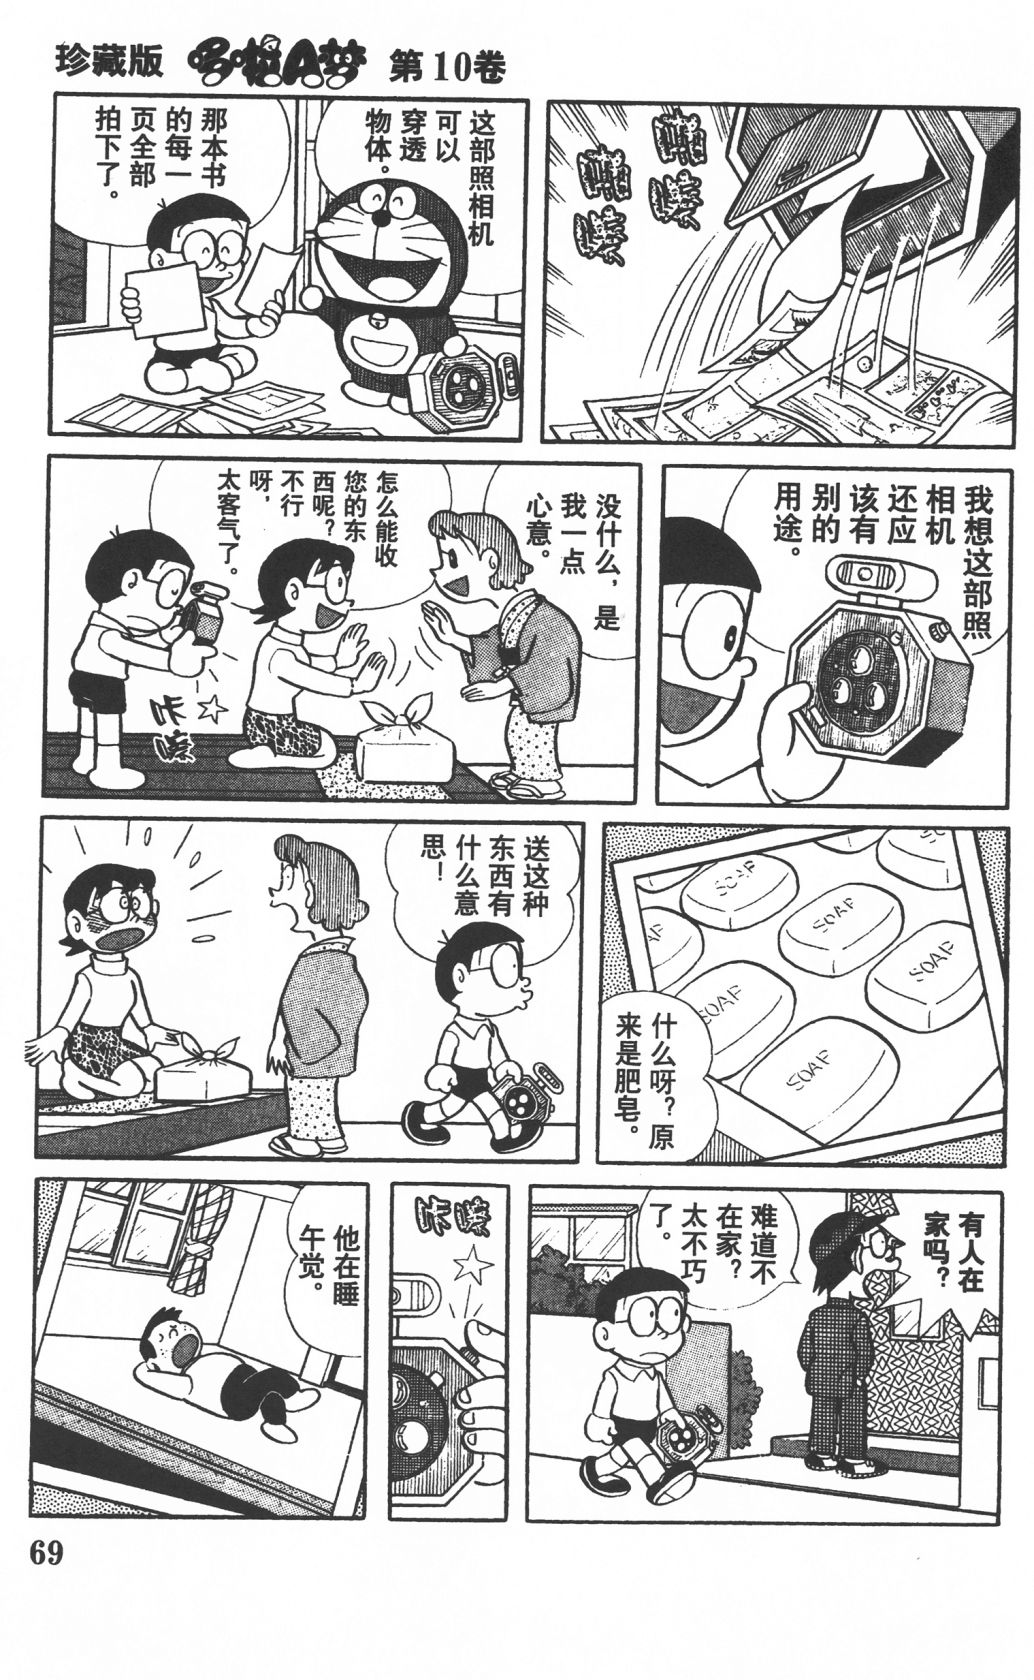 珍藏版 哆啦A梦 第10卷
这部照相机
可以
穿透
物体。
那本书
的每一
页全部
拍下了。
我想这部照
相机
还应
该有
别的
用途。
没什么,是
我一点
心意。
怎么能收
您的东
西呢?
不行
呀,
太客气了。
咔
嚓
什么呀?原
来是肥皂。
SOAP
SOAP
SOAP
SOAP
SOAP
送这种
东西有
什么意
思!
有人在
家吗?
难道不
在家?
太不巧
了。
咔嚓
他在睡
午觉。
69